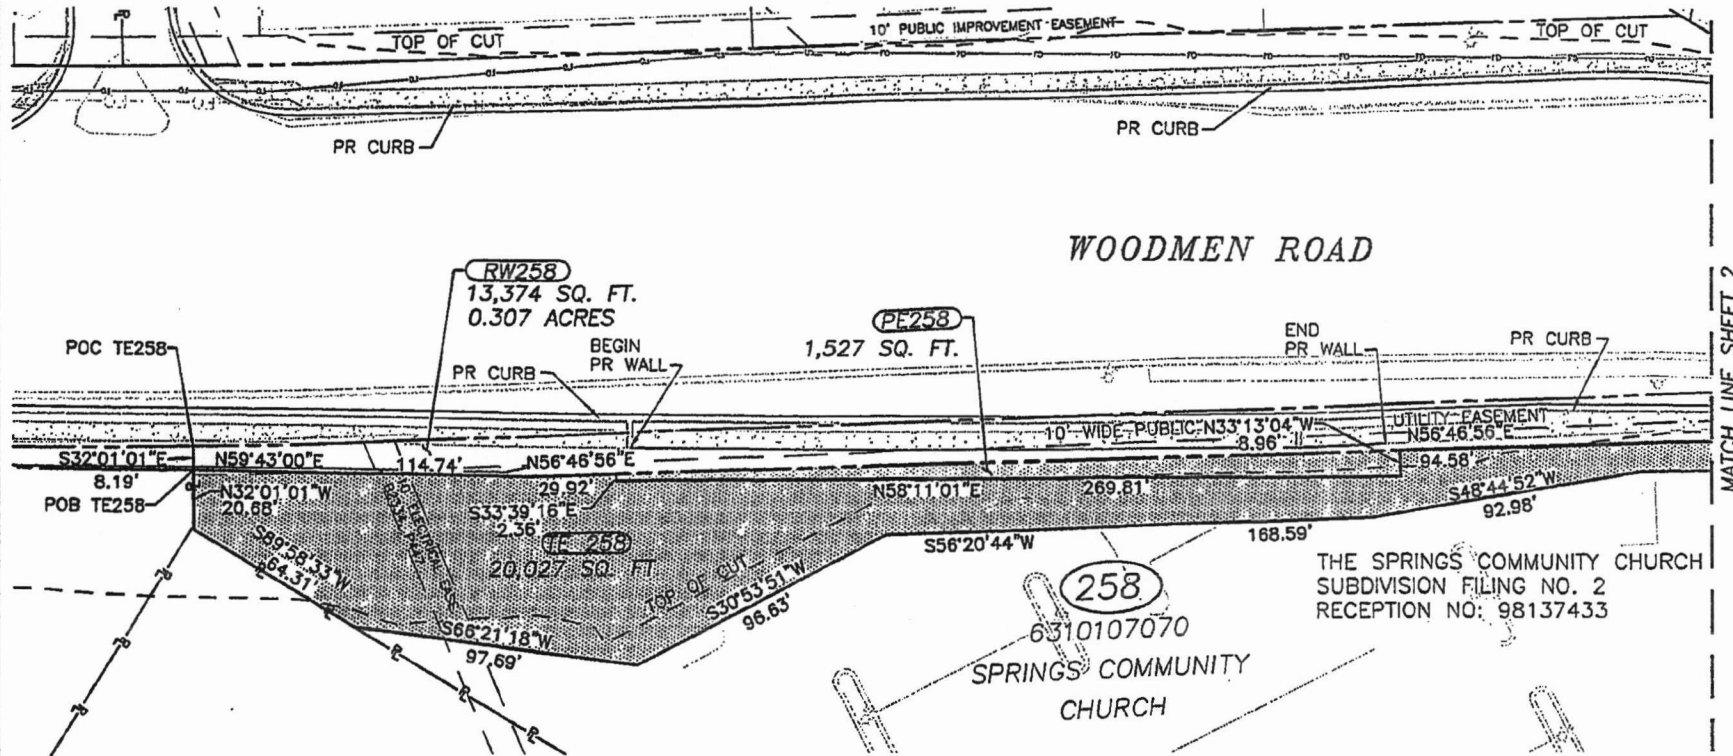 TOP OF CUT
10' PUBLIC IMPROVEMENT EASEMENT
TOP OF CUT
PR CURB
PR CURB
WOODMEN ROAD
RW258
13,374 SQ. FT.
0.307 ACRES
PE258
1,527 SQ. FT.
POC TE258
BEGIN
PR WALL
PR CURB
END
PR WALL
PR CURB
MATCH LINE SHEET 2
10' WIDE PUBLIC
UTILITY EASEMENT
N33°13'04"W
8.96'
N56°46'56"E
94.58'
S32°01'01"E
8.19'
N59°43'00"E
114.74'
N56°46'56"E
29.92'
POB TE258
N32°01'01"W
20.68'
S33°39'16"E
2.36'
N58°11'01"E
269.81'
S48°44'52"W
92.98'
TE 258
20,027 SQ. FT
S89°58'33"W
64.31'
TOP OF CUT
S30°53'51"W
96.63'
S56°20'44"W
168.59'
S66°21'18"W
97.69'
258
6310107070
SPRINGS COMMUNITY
CHURCH
THE SPRINGS COMMUNITY CHURCH
SUBDIVISION FILING NO. 2
RECEPTION NO: 98137433